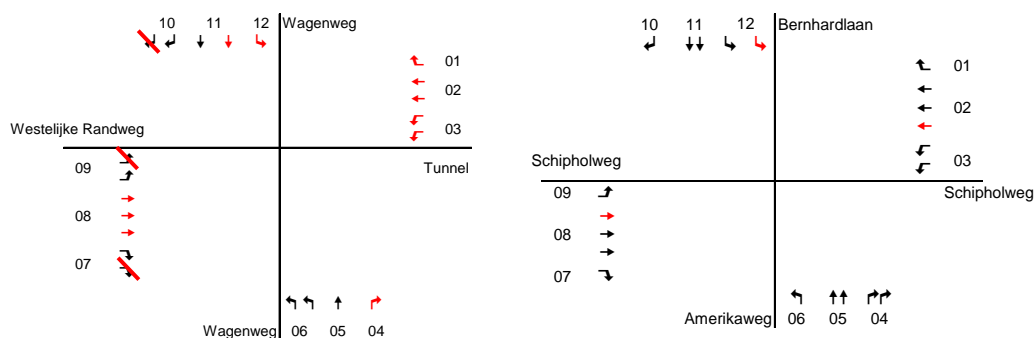 10 11 12 Wagenweg
01
02
03
Westelijke Randweg
Tunnel
09
08
07
Wagenweg 06 05 04
10 11 12 Bernhardlaan
01
02
03
Schipholweg
Schipholweg
09
08
07
Amerikaweg 06 05 04